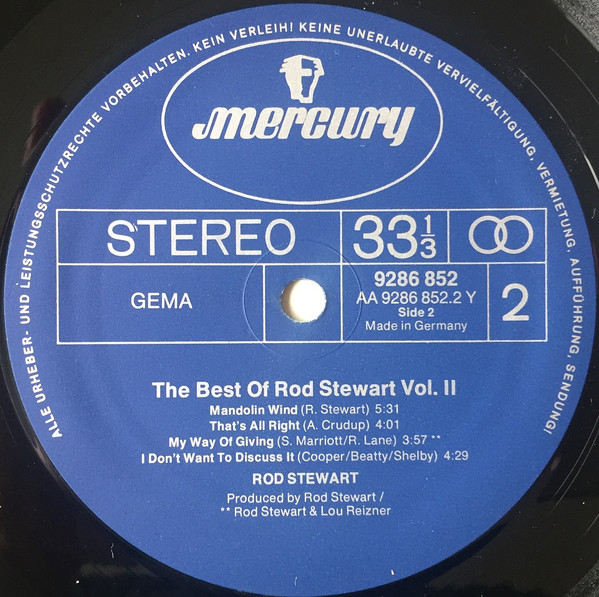 ALLE URHEBER- UND LEISTUNGSSCHUTZRECHTE VORBEHALTEN. KEIN VERLEIH! KEINE UNERLAUBTE VERVIELFÄLTIGUNG, VERMIETUNG, AUFFÜHRUNG, SENDUNG!
mercury
STEREO
33 1/3
GEMA
9286 852
AA 9286 852.2 Y
Side 2
Made in Germany
2
The Best Of Rod Stewart Vol. II
Mandolin Wind (R. Stewart) 5:31
That's All Right (A. Crudup) 4:01
My Way Of Giving (S. Marriott/R. Lane) 3:57 **
I Don't Want To Discuss It (Cooper/Beatty/Shelby) 4:29
ROD STEWART
Produced by Rod Stewart /
** Rod Stewart & Lou Reizner